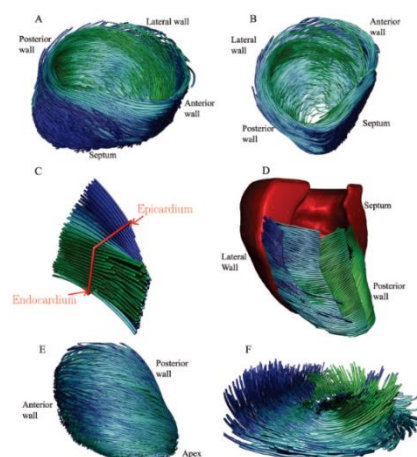 A
Lateral wall
Posterior
wall
Anterior
wall
Septum
B
Anterior
wall
Lateral
wall
Posterior
wall
Septum
C
Epicardium
Endocardium
D
Septum
Lateral
Wall
Posterior
wall
E
Posterior
wall
Anterior
wall
Apex
F